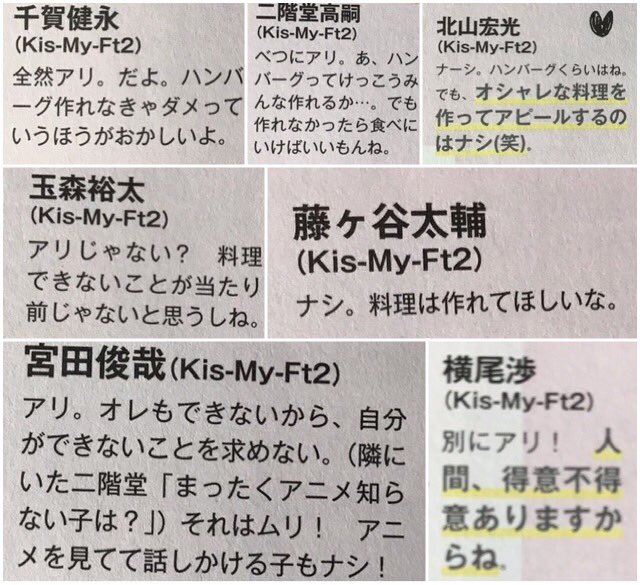 千賀健永
(Kis-My-Ft2)
全然アリ。だよ。ハンバ
ーグ作れなきゃダメって
いうほうがおかしいよ。
二階堂高嗣
(Kis-My-Ft2)
べつにアリ。あ、ハン
バーグってけっこうみ
んな作れるか…。でも
作れなかったら食べに
いけばいいもんね。
北山宏光
(Kis-My-Ft2)
ナーシ。ハンバーグくらいはね。
でも、オシャレな料理を
作ってアピールするの
はナシ(笑)。
玉森裕太
(Kis-My-Ft2)
アリじゃない?　料理
できないことが当たり
前じゃないと思うしね。
藤ヶ谷太輔
(Kis-My-Ft2)
ナシ。料理は作れてほしいな。
宮田俊哉(Kis-My-Ft2)
アリ。オレもできないから、自分
ができないことを求めない。(隣に
いた二階堂「まったくアニメ知ら
ない子は?」)それはムリ!　アニ
メを見てて話しかける子もナシ!
横尾渉
(Kis-My-Ft2)
別にアリ!　人
間、得意不得
意ありますか
らね。